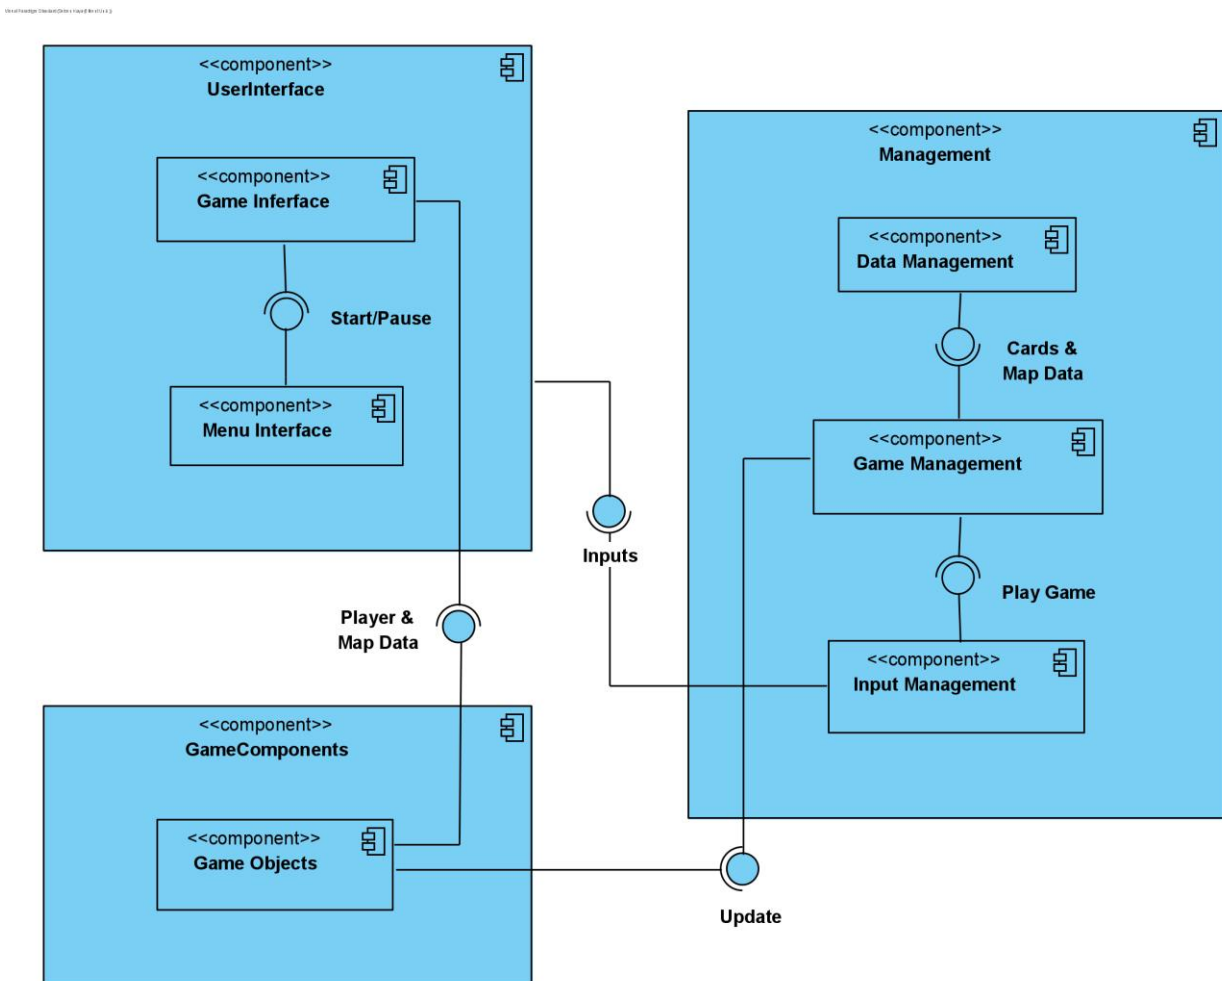 <<component>>
UserInterface
<<component>>
Game Inferface
Start/Pause
<<component>>
Menu Interface
<<component>>
Management
<<component>>
Data Management
Cards &
Map Data
<<component>>
Game Management
Play Game
<<component>>
Input Management
Inputs
Player &
Map Data
<<component>>
GameComponents
<<component>>
Game Objects
Update